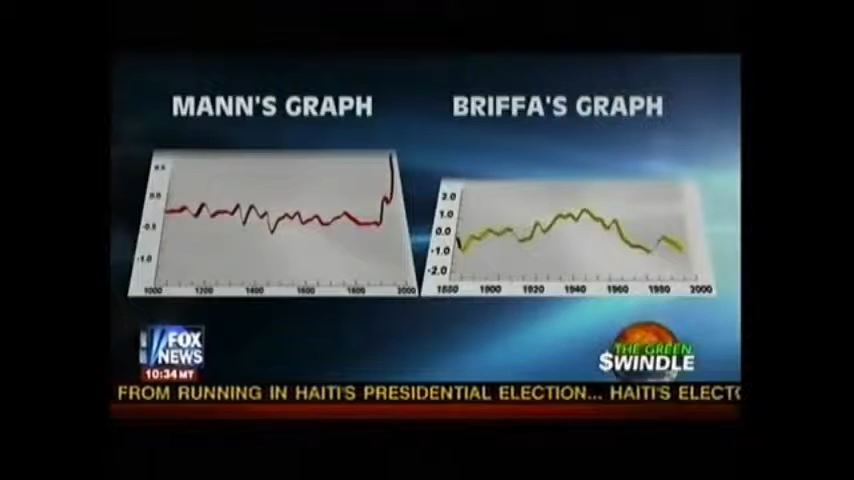 MANN'S GRAPH
BRIFFA'S GRAPH
0.5
0.5
-0.5
-1.0
1000 1200 1400 1600 1800 2000
2.0
1.0
0.0
-1.0
-2.0
1880 1900 1920 1940 1960 1980 2000
FOX
NEWS
10:34 MT
THE GREEN
$WINDLE
FROM RUNNING IN HAITI'S PRESIDENTIAL ELECTION... HAITI'S ELECT